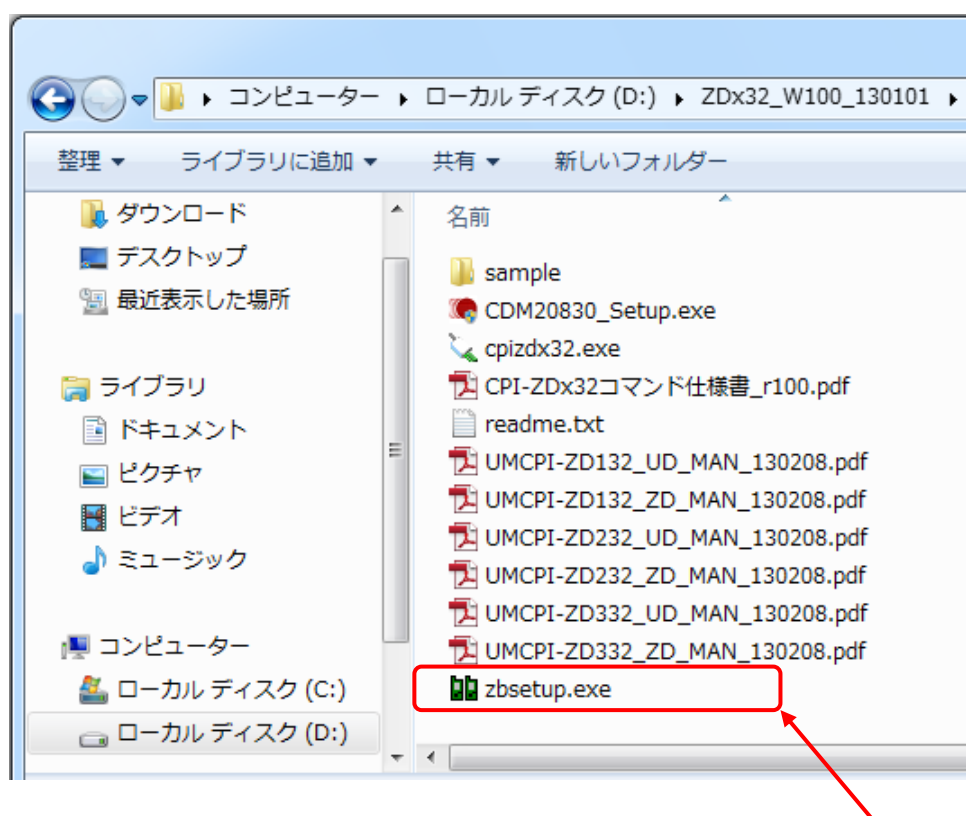 コンピューター ▸ ローカル ディスク (D:) ▸ ZDx32_W100_130101 ▸
整理 ▼ ライブラリに追加 ▼ 共有 ▼ 新しいフォルダー
ダウンロード
デスクトップ
最近表示した場所
ライブラリ
ドキュメント
ピクチャ
ビデオ
ミュージック
コンピューター
ローカル ディスク (C:)
ローカル ディスク (D:)
名前
sample
CDM20830_Setup.exe
cpizdx32.exe
CPI-ZDx32コマンド仕様書_r100.pdf
readme.txt
UMCPI-ZD132_UD_MAN_130208.pdf
UMCPI-ZD132_ZD_MAN_130208.pdf
UMCPI-ZD232_UD_MAN_130208.pdf
UMCPI-ZD232_ZD_MAN_130208.pdf
UMCPI-ZD332_UD_MAN_130208.pdf
UMCPI-ZD332_ZD_MAN_130208.pdf
zbsetup.exe